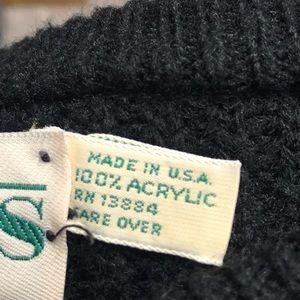 MADE IN U.S.A.
100% ACRYLIC
RN 13884
CARE OVER